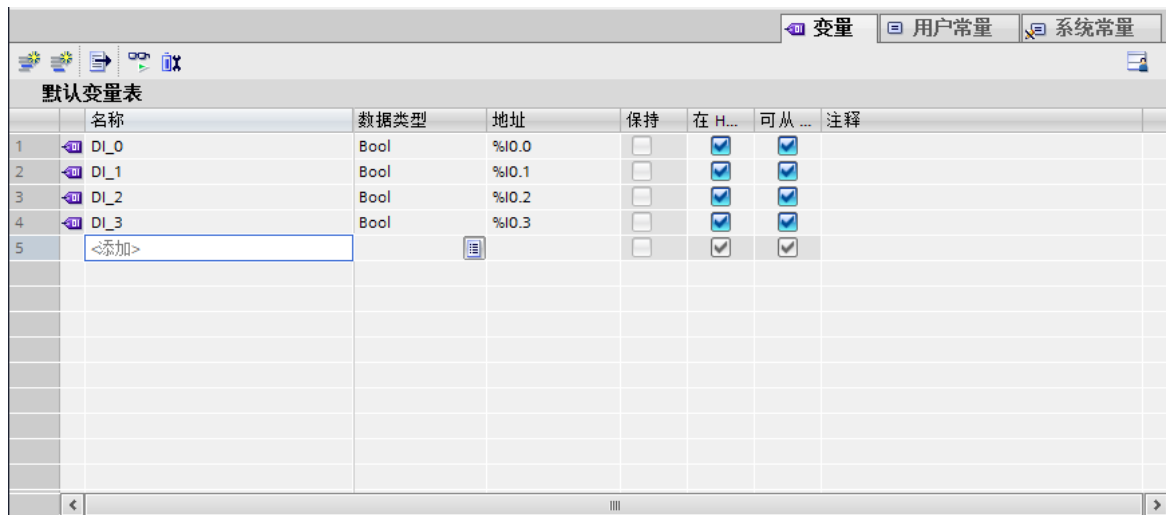 变量 用户常量 系统常量
默认变量表
名称 数据类型 地址 保持 在 H... 可从 ... 注释
1 DI_0 Bool %I0.0
2 DI_1 Bool %I0.1
3 DI_2 Bool %I0.2
4 DI_3 Bool %I0.3
5 <添加>